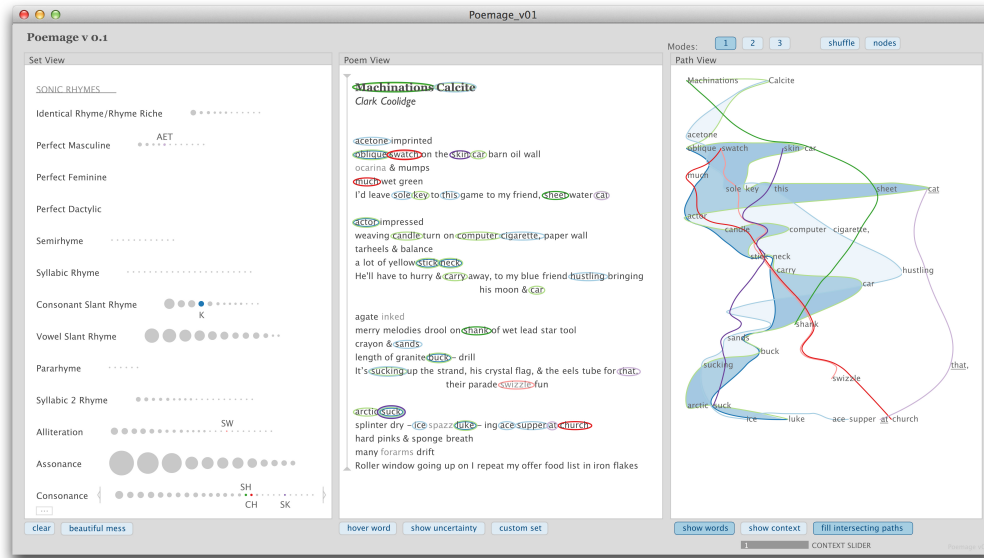 Poemage_v01
Poemage v 0.1
Modes: 1 2 3 shuffle nodes
Set View
SONIC RHYMES
Identical Rhyme/Rhyme Riche
AET
Perfect Masculine
Perfect Feminine
Perfect Dactylic
Semirhyme
Syllabic Rhyme
Consonant Slant Rhyme
K
Vowel Slant Rhyme
Pararhyme
Syllabic 2 Rhyme
SW
Alliteration
Assonance
SH
Consonance
CH SK
...
clear beautiful mess
Poem View
Machinations Calcite
Clark Coolidge
acetone imprinted
oblique swatch on the skin car barn oil wall
ocarina & mumps
much wet green
I'd leave sole key to this game to my friend, sheet water cat
actor impressed
weaving candle turn on computer cigarette, paper wall
tarheels & balance
a lot of yellow stick neck
He'll have to hurry & carry away, to my blue friend hustling bringing
his moon & car
agate inked
merry melodies drool on shank of wet lead star tool
crayon & sands
length of granite buck – drill
It's sucking up the strand, his crystal flag, & the eels tube for that,
their parade swizzle fun
arctic suck
splinter dry – ice spazz luke – ing ace supper at church
hard pinks & sponge breath
many forarms drift
Roller window going up on I repeat my offer food list in iron flakes
hover word show uncertainty custom set
Path View
Machinations Calcite
acetone
oblique swatch skin car
much
sole key this sheet cat
actor
candle computer cigarette,
stick neck
carry hustling
car
shank
sands
buck
sucking that,
swizzle
arctic suck
ice luke ace supper at church
show words show context fill intersecting paths
1 CONTEXT SLIDER